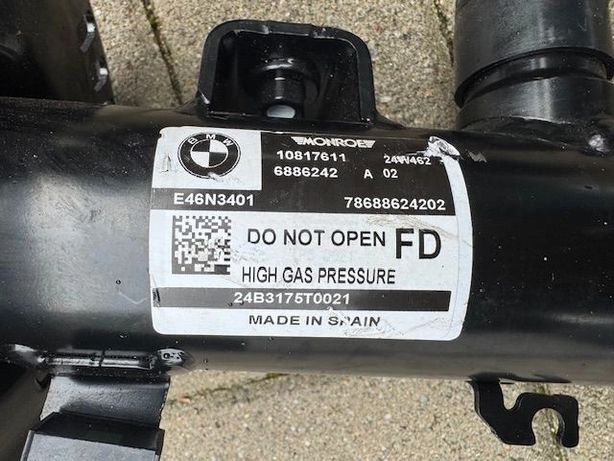 BMW
MONROE
10817611 24W462
6886242 A 02
E46N3401 78688624202
DO NOT OPEN FD
HIGH GAS PRESSURE
24B3175T0021
MADE IN SPAIN